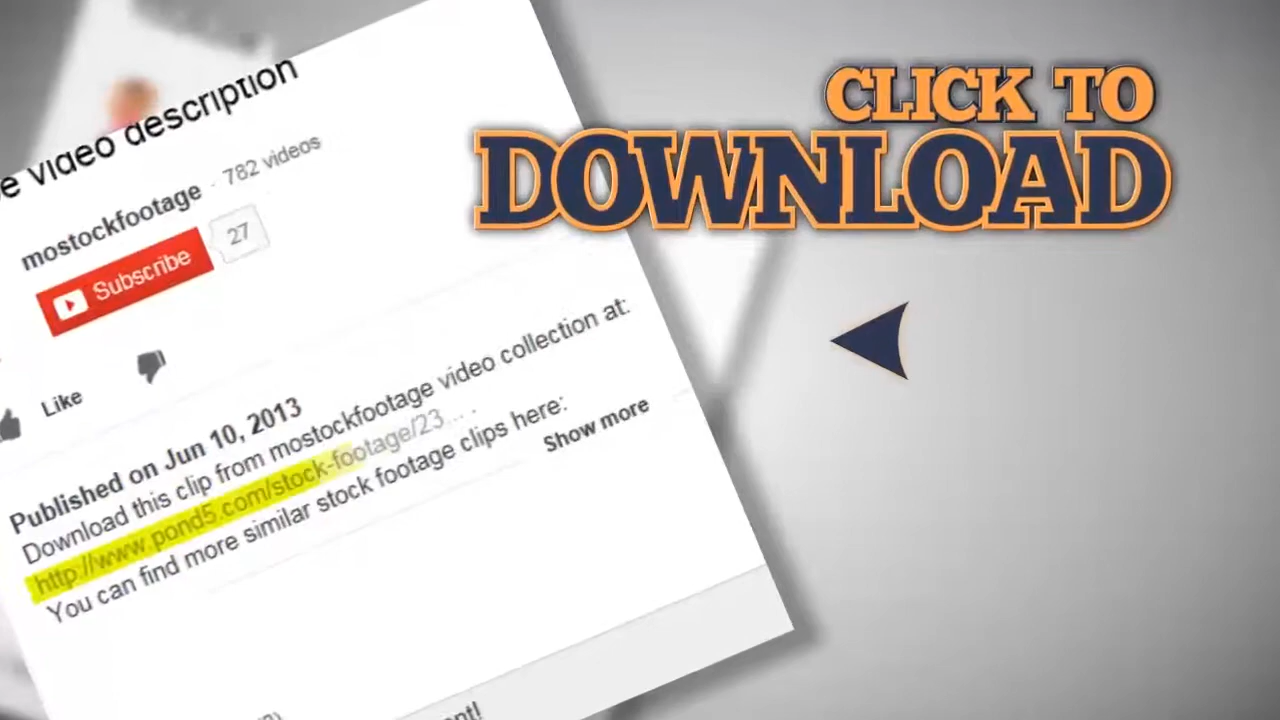 CLICK TO
DOWNLOAD
e video description
mostockfootage · 782 videos
Subscribe
27
Like
Published on Jun 10, 2013
Download this clip from mostockfootage video collection at:
http://www.pond5.com/stock-footage/23...
You can find more similar stock footage clips here:
Show more